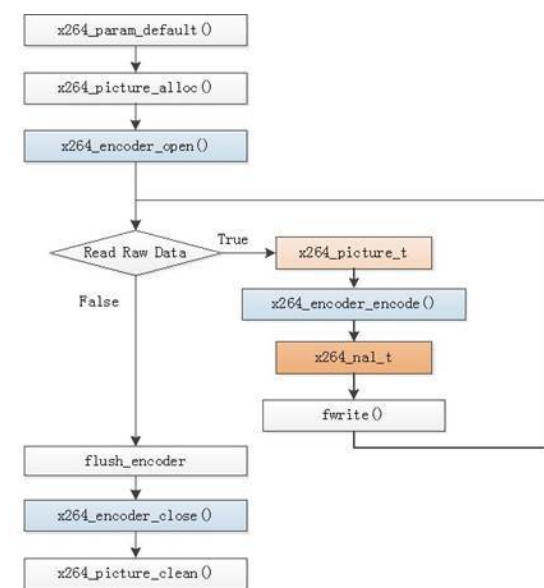 x264_param_default()
x264_picture_alloc()
x264_encoder_open()
Read Raw Data
True
False
x264_picture_t
x264_encoder_encode()
x264_nal_t
fwrite()
flush_encoder
x264_encoder_close()
x264_picture_clean()